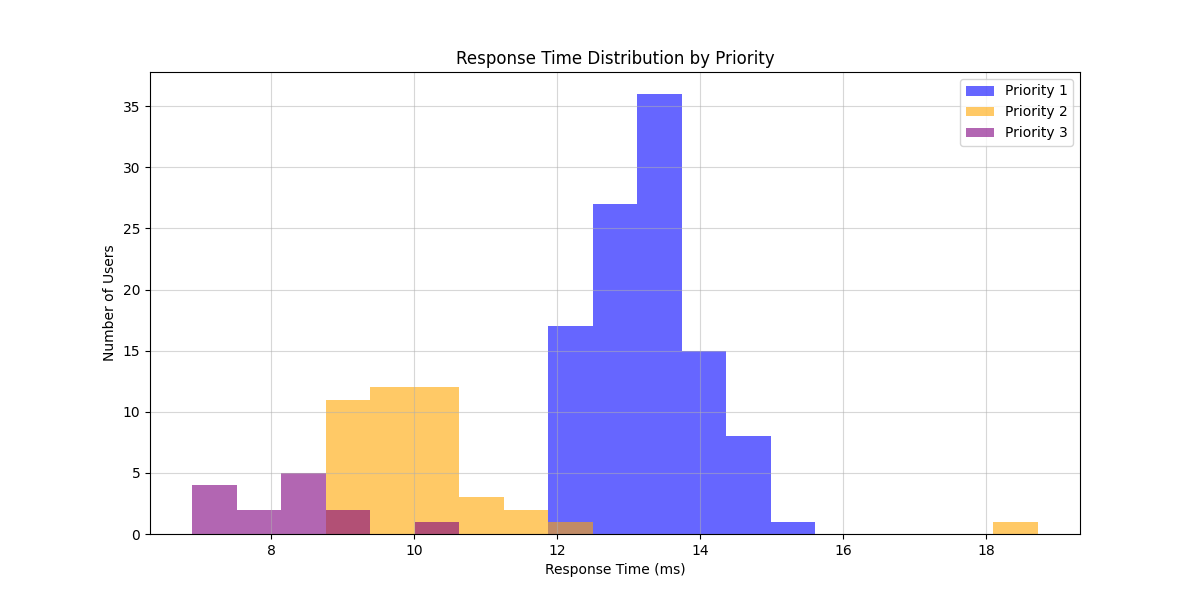 Response Time Distribution by Priority
Priority 1
Priority 2
Priority 3
35
30
25
20
15
10
5
0
Number of Users
8 10 12 14 16 18
Response Time (ms)